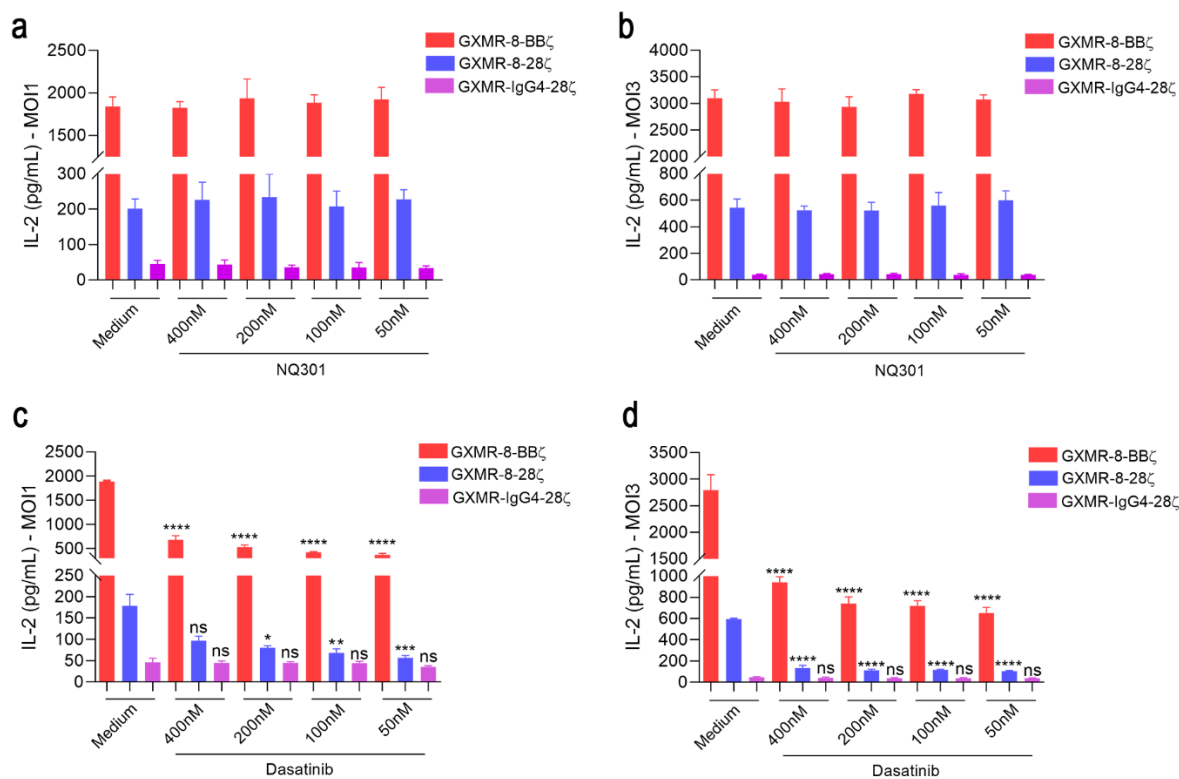 a
IL-2 (pg/mL) - MOI1
2500
2000
1500
1000
300
200
100
0
GXMR-8-BBζ
GXMR-8-28ζ
GXMR-IgG4-28ζ
Medium
400nM
200nM
100nM
50nM
NQ301
b
IL-2 (pg/mL) - MOI3
4000
3500
3000
2500
2000
800
600
400
200
0
GXMR-8-BBζ
GXMR-8-28ζ
GXMR-IgG4-28ζ
Medium
400nM
200nM
100nM
50nM
NQ301
c
IL-2 (pg/mL) - MOI1
2500
2000
1500
1000
500
250
200
150
100
50
0
GXMR-8-BBζ
GXMR-8-28ζ
GXMR-IgG4-28ζ
**** **** **** ****
ns ns * ns ** ns *** ns
Medium
400nM
200nM
100nM
50nM
Dasatinib
d
IL-2 (pg/mL) - MOI3
3500
3000
2500
2000
1500
1000
800
600
400
200
0
GXMR-8-BBζ
GXMR-8-28ζ
GXMR-IgG4-28ζ
**** **** **** ****
**** ns **** ns **** ns **** ns
Medium
400nM
200nM
100nM
50nM
Dasatinib